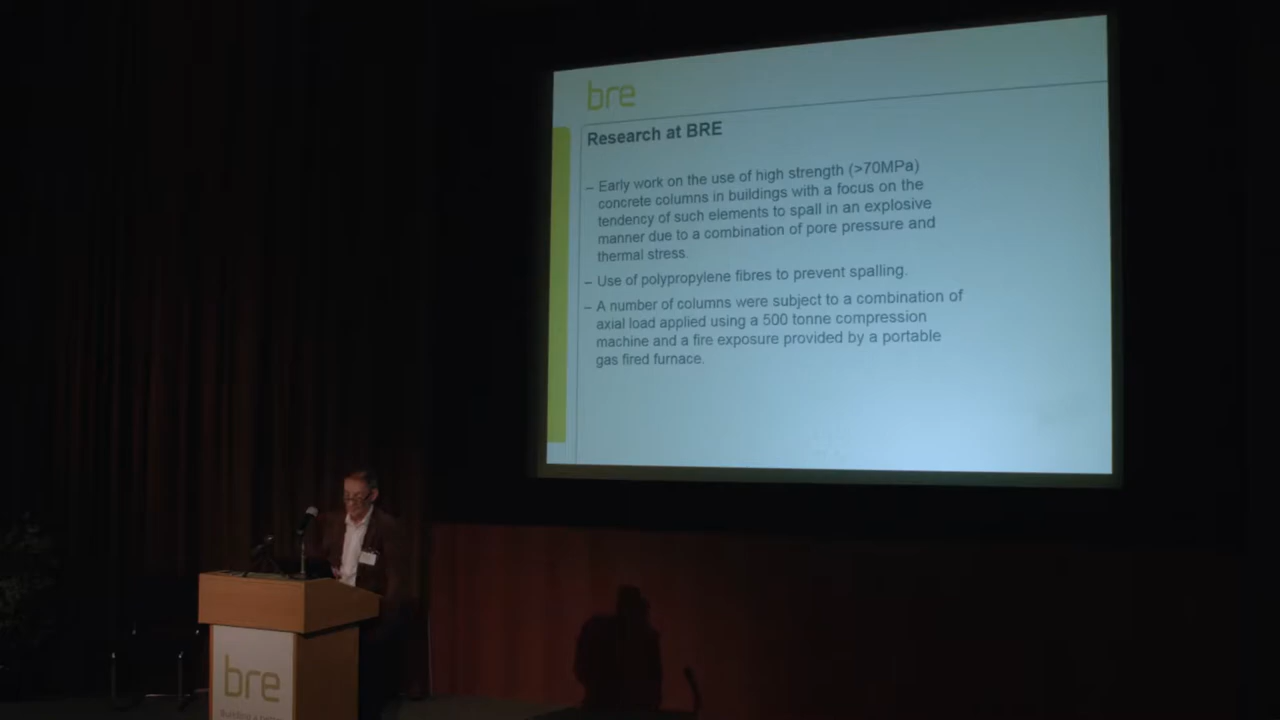 bre
Research at BRE
– Early work on the use of high strength (>70MPa)
concrete columns in buildings with a focus on the
tendency of such elements to spall in an explosive
manner due to a combination of pore pressure and
thermal stress.
– Use of polypropylene fibres to prevent spalling.
– A number of columns were subject to a combination of
axial load applied using a 500 tonne compression
machine and a fire exposure provided by a portable
gas fired furnace.
bre